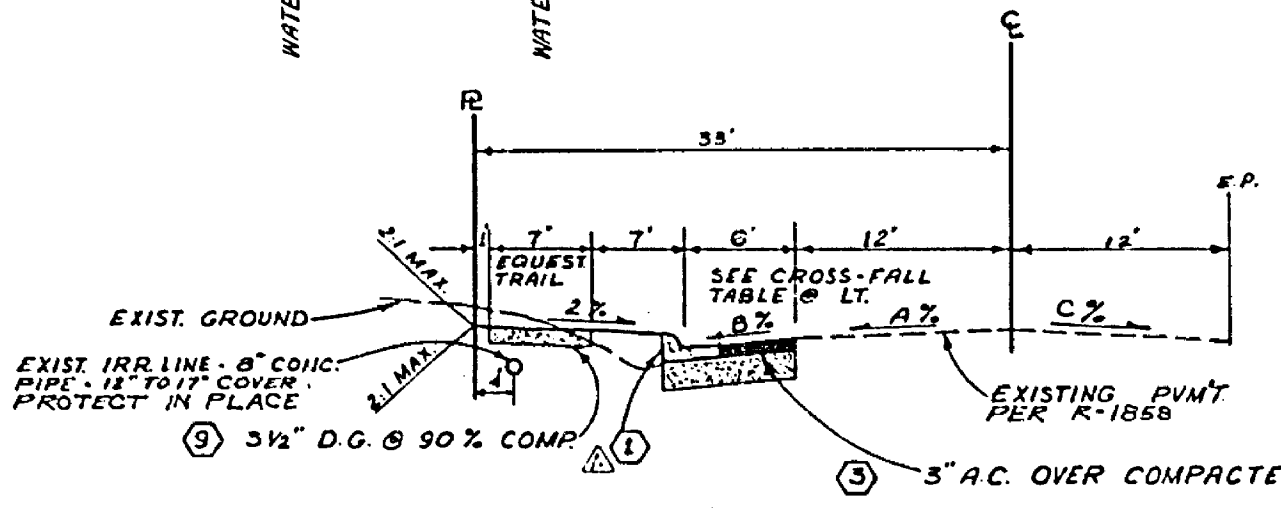 WATE
WATE
℄
PL
33'
E.P.
1' 7' 7' 6' 12' 12'
2:1 MAX.
EQUEST.
TRAIL
SEE CROSS-FALL
TABLE @ LT.
2% B% A% C%
EXIST. GROUND
EXIST. IRR. LINE - 8" CONC.
PIPE - 12" TO 17" COVER.
PROTECT IN PLACE
2:1 MAX.
4'
EXISTING PVM'T.
PER R-1858
9 3 1/2" D.G. @ 90% COMP.
1
3 3" A.C. OVER COMPACTE